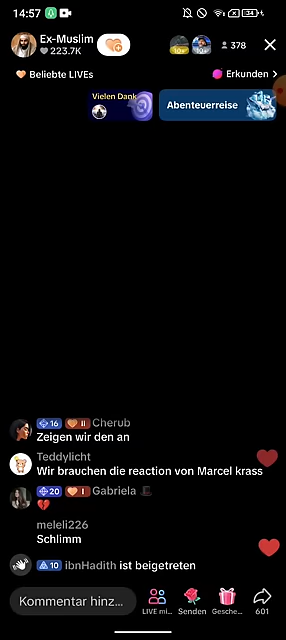 14:57
34
Ex-Muslim
223.7K
378
Beliebte LIVEs
Erkunden
Vielen Dank
Abenteuerreise
16 II Cherub
Zeigen wir den an
Teddylicht
Wir brauchen die reaction von Marcel krass
20 I Gabriela
meleli226
Schlimm
10 ibnHadith ist beigetreten
Kommentar hinz...
LIVE mi...
Senden
Gesche...
601